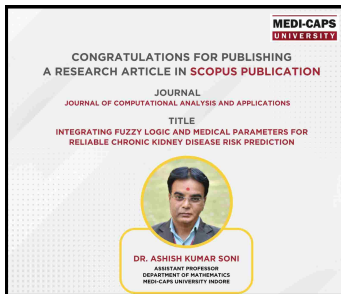 MEDI-CAPS
UNIVERSITY
CONGRATULATIONS FOR PUBLISHING
A RESEARCH ARTICLE IN SCOPUS PUBLICATION
JOURNAL
JOURNAL OF COMPUTATIONAL ANALYSIS AND APPLICATIONS
TITLE
INTEGRATING FUZZY LOGIC AND MEDICAL PARAMETERS FOR
RELIABLE CHRONIC KIDNEY DISEASE RISK PREDICTION
DR. ASHISH KUMAR SONI
ASSISTANT PROFESSOR
DEPARTMENT OF MATHEMATICS
MEDI-CAPS UNIVERSITY INDORE